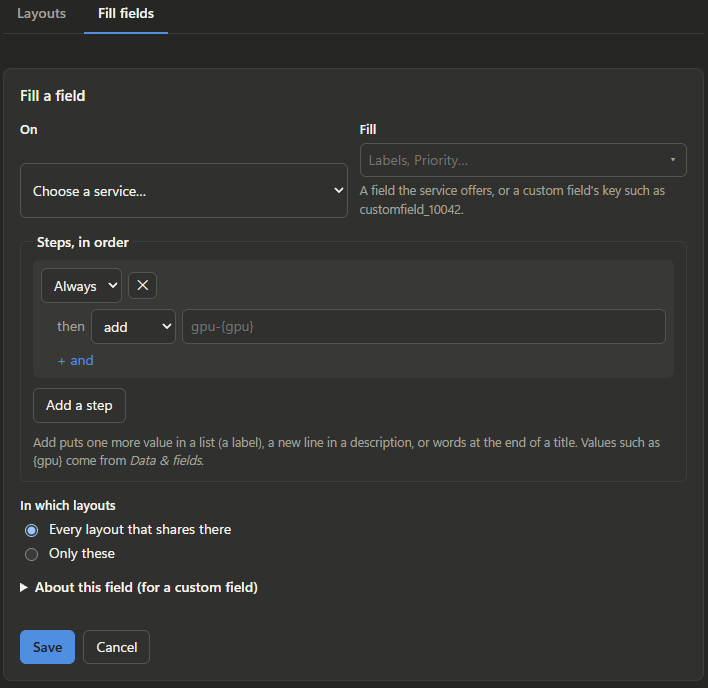 Layouts Fill fields
Fill a field
On
Choose a service...
Fill
Labels, Priority...
A field the service offers, or a custom field's key such as
customfield_10042.
Steps, in order
Always
then add gpu-{gpu}
+ and
Add a step
Add puts one more value in a list (a label), a new line in a description, or words at the end of a title. Values such as
{gpu} come from Data & fields.
In which layouts
Every layout that shares there
Only these
About this field (for a custom field)
Save Cancel